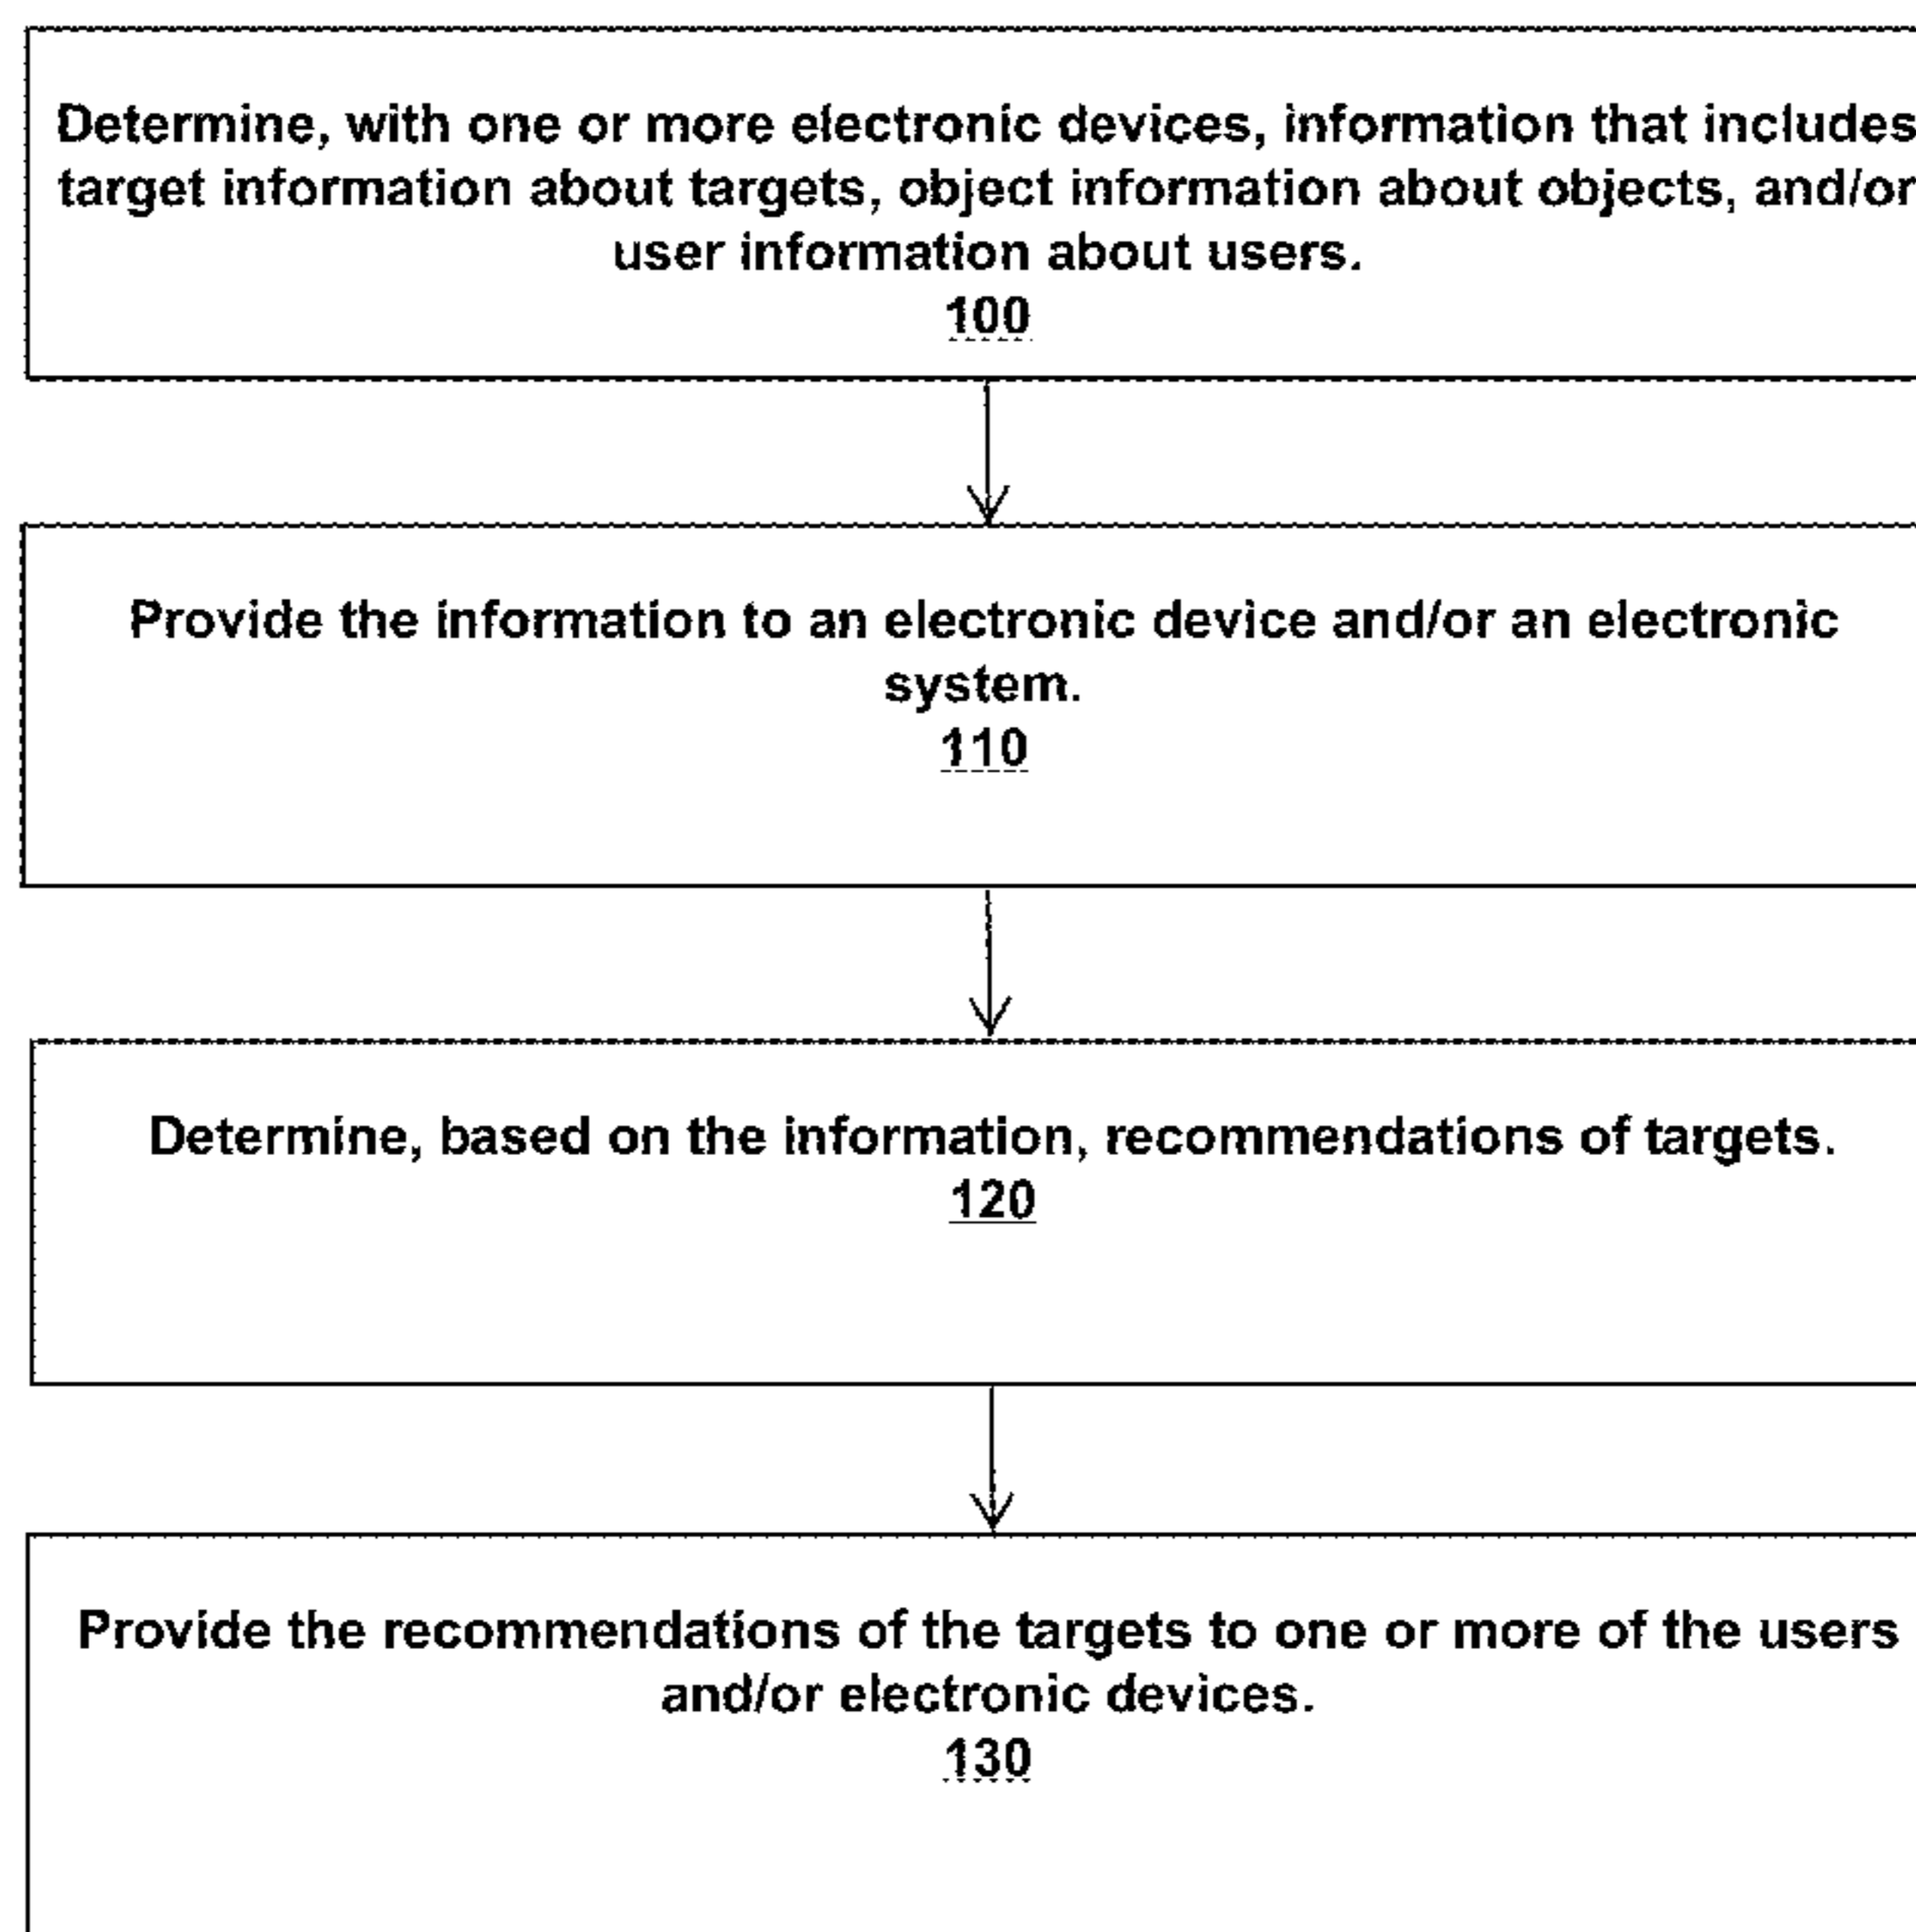 Determine, with one or more electronic devices, information that includes
target information about targets, object information about objects, and/or
user information about users.
100
Provide the information to an electronic device and/or an electronic
system.
110
Determine, based on the information, recommendations of targets.
120
Provide the recommendations of the targets to one or more of the users
and/or electronic devices.
130